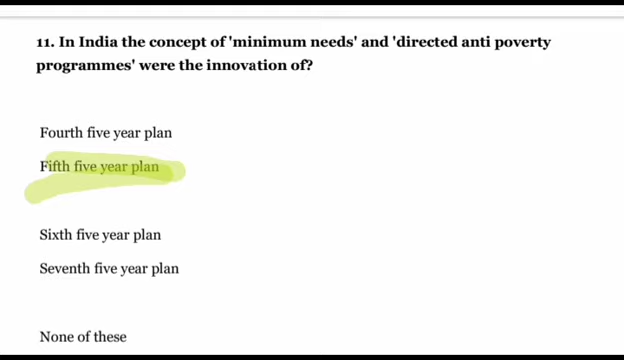 11. In India the concept of 'minimum needs' and 'directed anti poverty
programmes' were the innovation of?
Fourth five year plan
Fifth five year plan
Sixth five year plan
Seventh five year plan
None of these